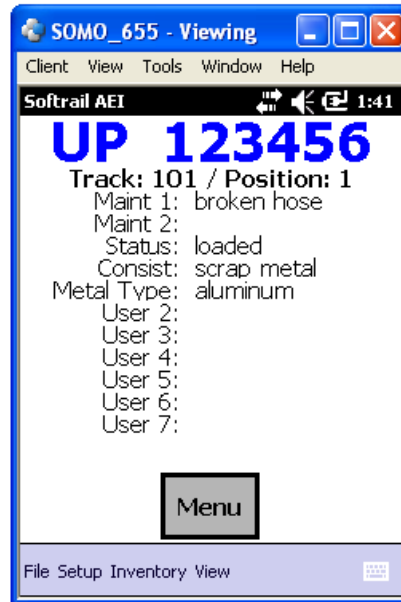 SOMO_655 - Viewing
Client View Tools Window Help
Softrail AEI 1:41
UP 123456
Track: 101 / Position: 1
Maint 1: broken hose
Maint 2:
Status: loaded
Consist: scrap metal
Metal Type: aluminum
User 2:
User 3:
User 4:
User 5:
User 6:
User 7:
Menu
File Setup Inventory View